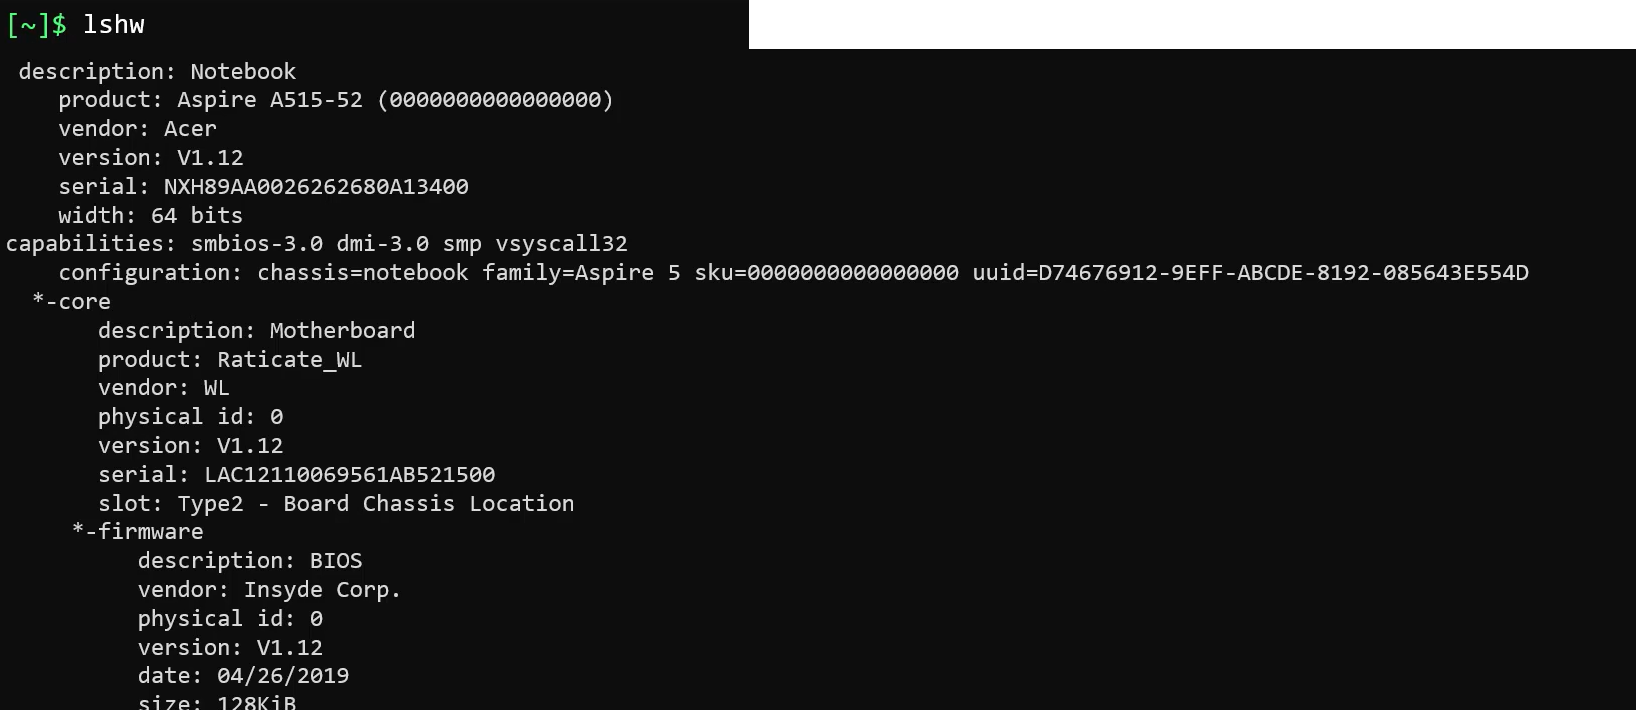 [~]$ lshw
description: Notebook
product: Aspire A515-52 (0000000000000000)
vendor: Acer
version: V1.12
serial: NXH89AA0026262680A13400
width: 64 bits
capabilities: smbios-3.0 dmi-3.0 smp vsyscall32
configuration: chassis=notebook family=Aspire 5 sku=0000000000000000 uuid=D74676912-9EFF-ABCDE-8192-085643E554D
*-core
description: Motherboard
product: Raticate_WL
vendor: WL
physical id: 0
version: V1.12
serial: LAC12110069561AB521500
slot: Type2 - Board Chassis Location
*-firmware
description: BIOS
vendor: Insyde Corp.
physical id: 0
version: V1.12
date: 04/26/2019
size: 128KiB